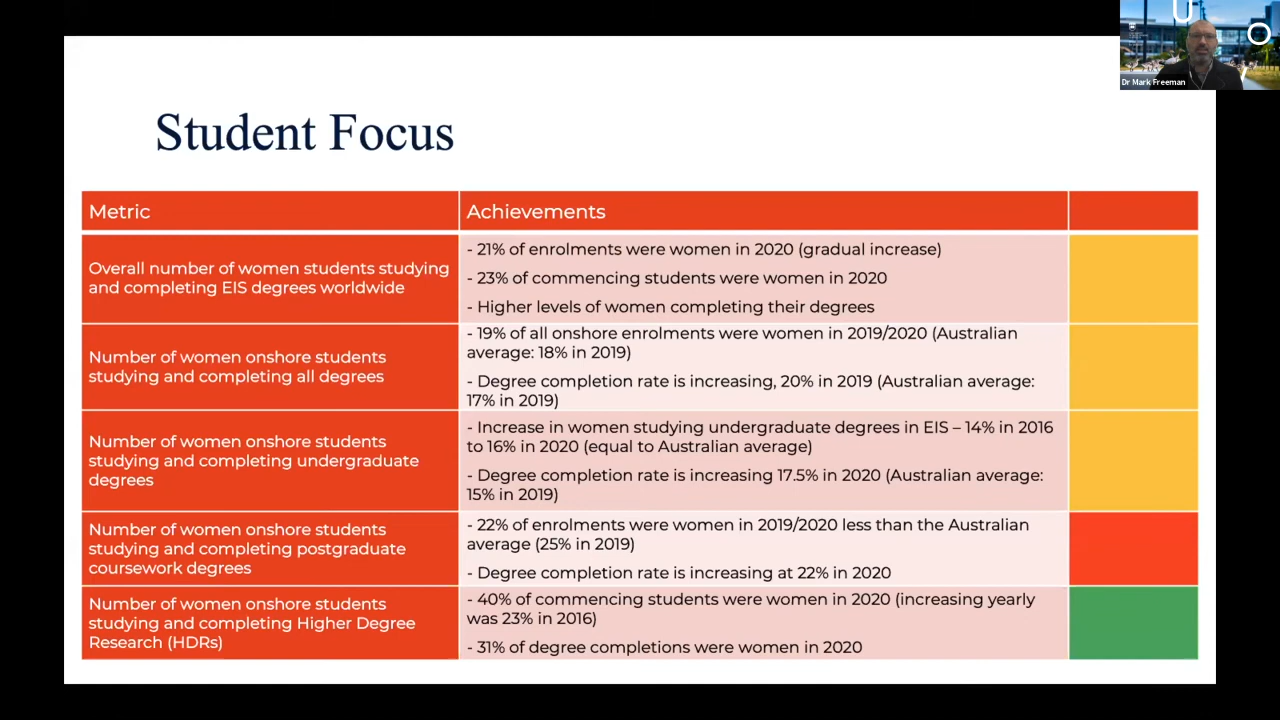 U
O
Dr Mark Freeman
Student Focus
Metric
Achievements
Overall number of women students studying
and completing EIS degrees worldwide
- 21% of enrolments were women in 2020 (gradual increase)
- 23% of commencing students were women in 2020
- Higher levels of women completing their degrees
Number of women onshore students
studying and completing all degrees
- 19% of all onshore enrolments were women in 2019/2020 (Australian
average: 18% in 2019)
- Degree completion rate is increasing, 20% in 2019 (Australian average:
17% in 2019)
Number of women onshore students
studying and completing undergraduate
degrees
- Increase in women studying undergraduate degrees in EIS – 14% in 2016
to 16% in 2020 (equal to Australian average)
- Degree completion rate is increasing 17.5% in 2020 (Australian average:
15% in 2019)
Number of women onshore students
studying and completing postgraduate
coursework degrees
- 22% of enrolments were women in 2019/2020 less than the Australian
average (25% in 2019)
- Degree completion rate is increasing at 22% in 2020
Number of women onshore students
studying and completing Higher Degree
Research (HDRs)
- 40% of commencing students were women in 2020 (increasing yearly
was 23% in 2016)
- 31% of degree completions were women in 2020